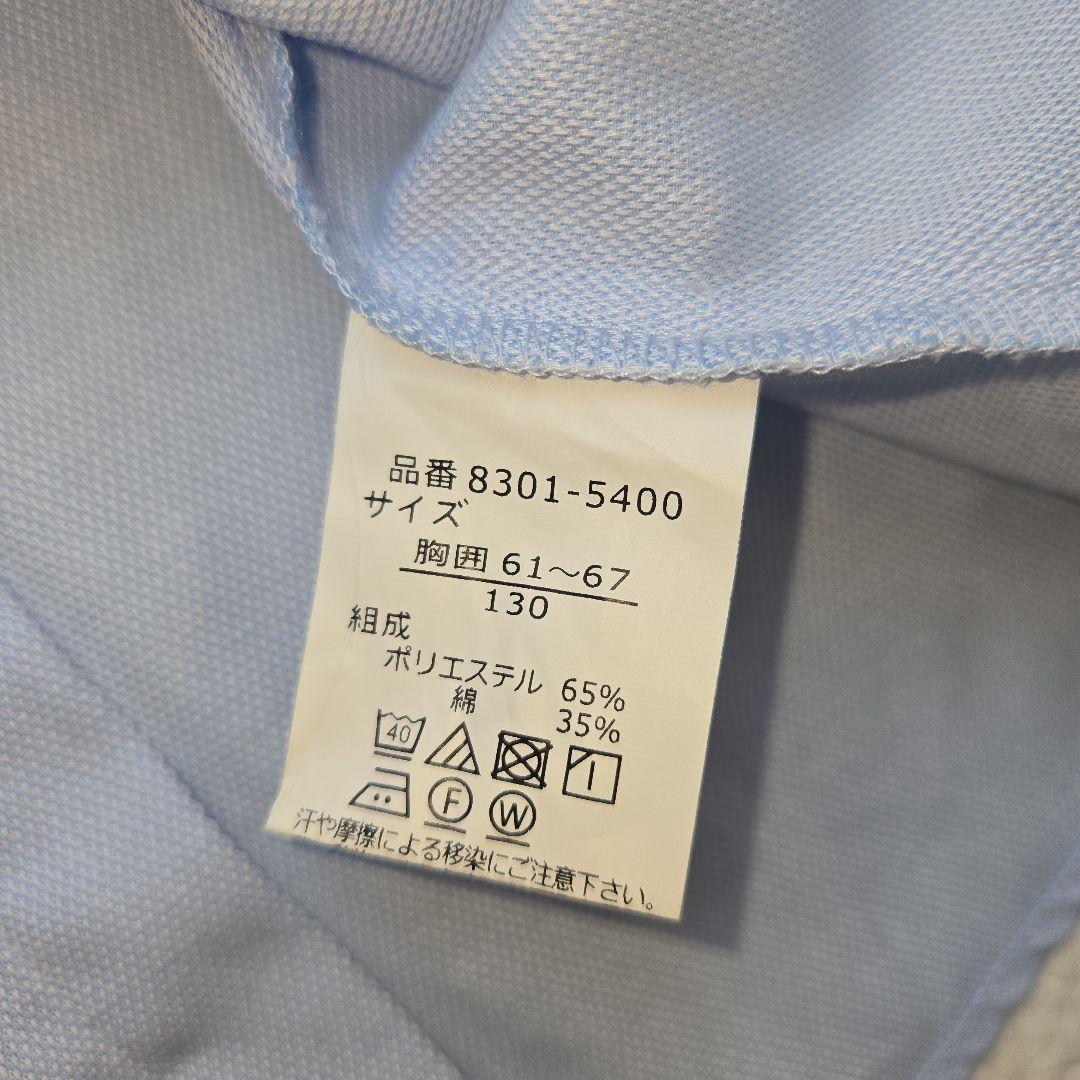 品番 8301-5400
サイズ
胸囲 61～67
130
組成
ポリエステル 65%
綿 35%
40
F W
汗や摩擦による移染にご注意下さい。